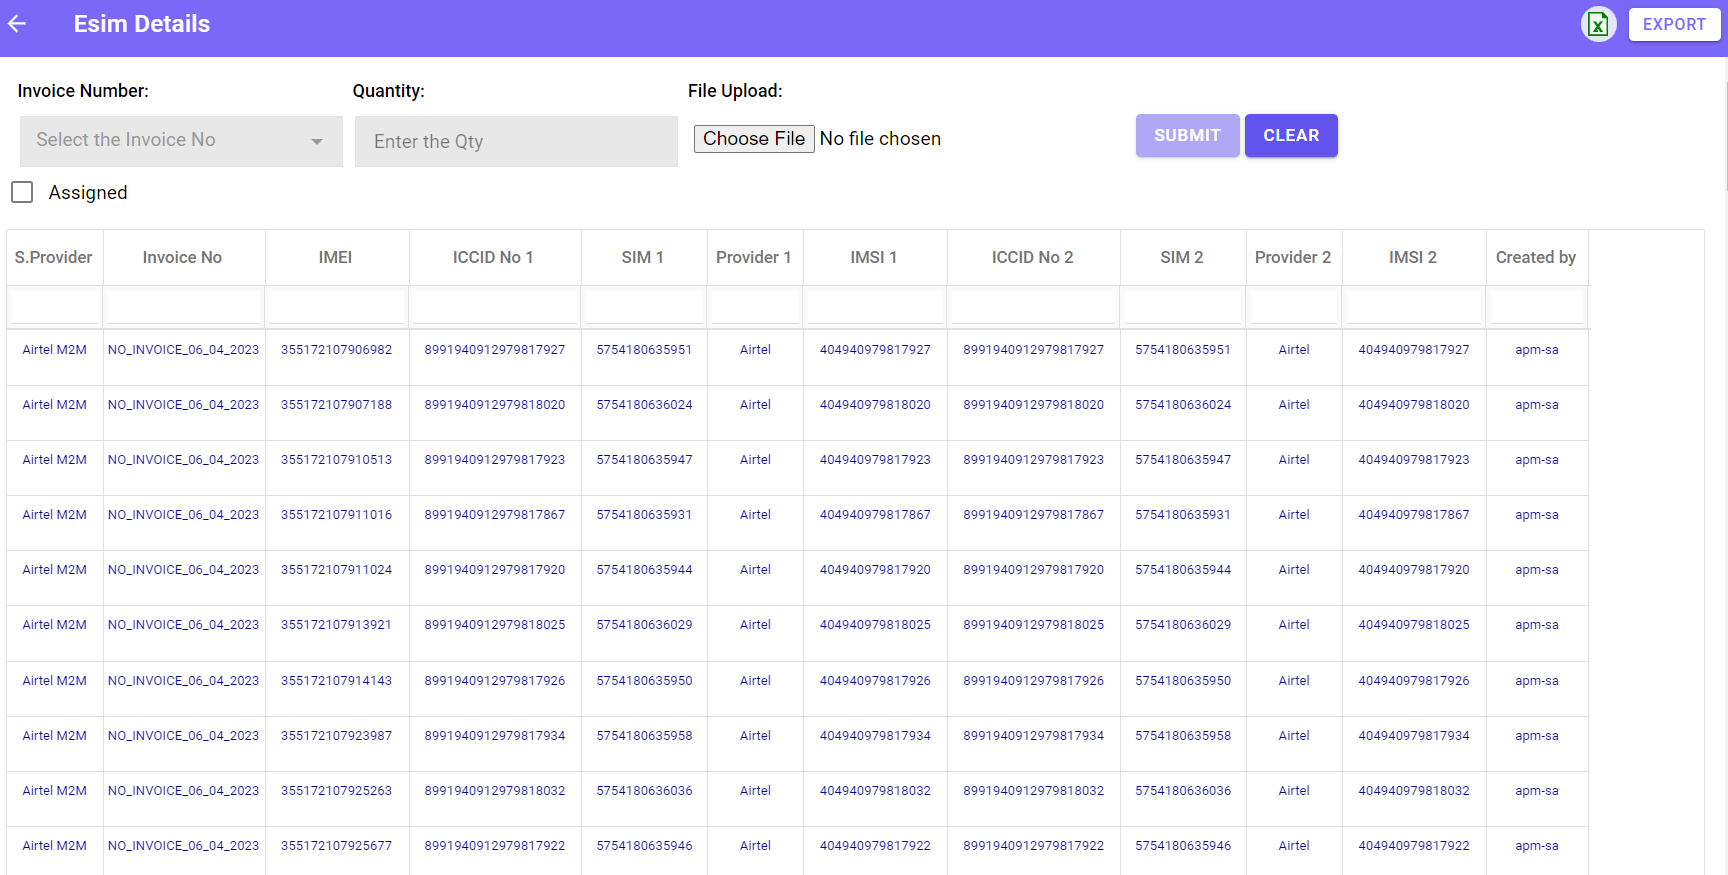 Esim Details
EXPORT
Invoice Number: Quantity: File Upload:
Select the Invoice No Enter the Qty Choose File No file chosen SUBMIT CLEAR
Assigned
S.Provider Invoice No IMEI ICCID No 1 SIM 1 Provider 1 IMSI 1 ICCID No 2 SIM 2 Provider 2 IMSI 2 Created by
Airtel M2M NO_INVOICE_06_04_2023 355172107906982 8991940912979817927 5754180635951 Airtel 404940979817927 8991940912979817927 5754180635951 Airtel 404940979817927 apm-sa
Airtel M2M NO_INVOICE_06_04_2023 355172107907188 8991940912979818020 5754180636024 Airtel 404940979818020 8991940912979818020 5754180636024 Airtel 404940979818020 apm-sa
Airtel M2M NO_INVOICE_06_04_2023 355172107910513 8991940912979817923 5754180635947 Airtel 404940979817923 8991940912979817923 5754180635947 Airtel 404940979817923 apm-sa
Airtel M2M NO_INVOICE_06_04_2023 355172107911016 8991940912979817867 5754180635931 Airtel 404940979817867 8991940912979817867 5754180635931 Airtel 404940979817867 apm-sa
Airtel M2M NO_INVOICE_06_04_2023 355172107911024 8991940912979817920 5754180635944 Airtel 404940979817920 8991940912979817920 5754180635944 Airtel 404940979817920 apm-sa
Airtel M2M NO_INVOICE_06_04_2023 355172107913921 8991940912979818025 5754180636029 Airtel 404940979818025 8991940912979818025 5754180636029 Airtel 404940979818025 apm-sa
Airtel M2M NO_INVOICE_06_04_2023 355172107914143 8991940912979817926 5754180635950 Airtel 404940979817926 8991940912979817926 5754180635950 Airtel 404940979817926 apm-sa
Airtel M2M NO_INVOICE_06_04_2023 355172107923987 8991940912979817934 5754180635958 Airtel 404940979817934 8991940912979817934 5754180635958 Airtel 404940979817934 apm-sa
Airtel M2M NO_INVOICE_06_04_2023 355172107925263 8991940912979818032 5754180636036 Airtel 404940979818032 8991940912979818032 5754180636036 Airtel 404940979818032 apm-sa
Airtel M2M NO_INVOICE_06_04_2023 355172107925677 8991940912979817922 5754180635946 Airtel 404940979817922 8991940912979817922 5754180635946 Airtel 404940979817922 apm-sa